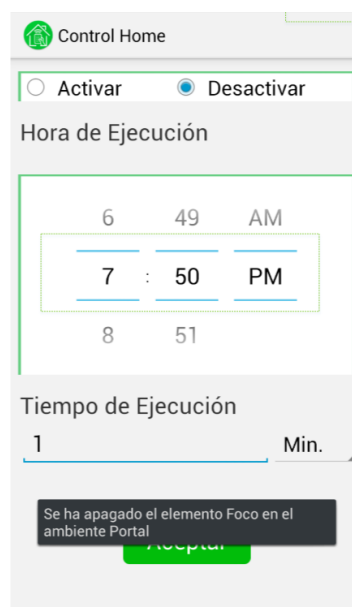 Control Home
Activar Desactivar
Hora de Ejecución
6 49 AM
7 : 50 PM
8 51
Tiempo de Ejecución
1 Min.
Se ha apagado el elemento Foco en el
ambiente Portal
Aceptar